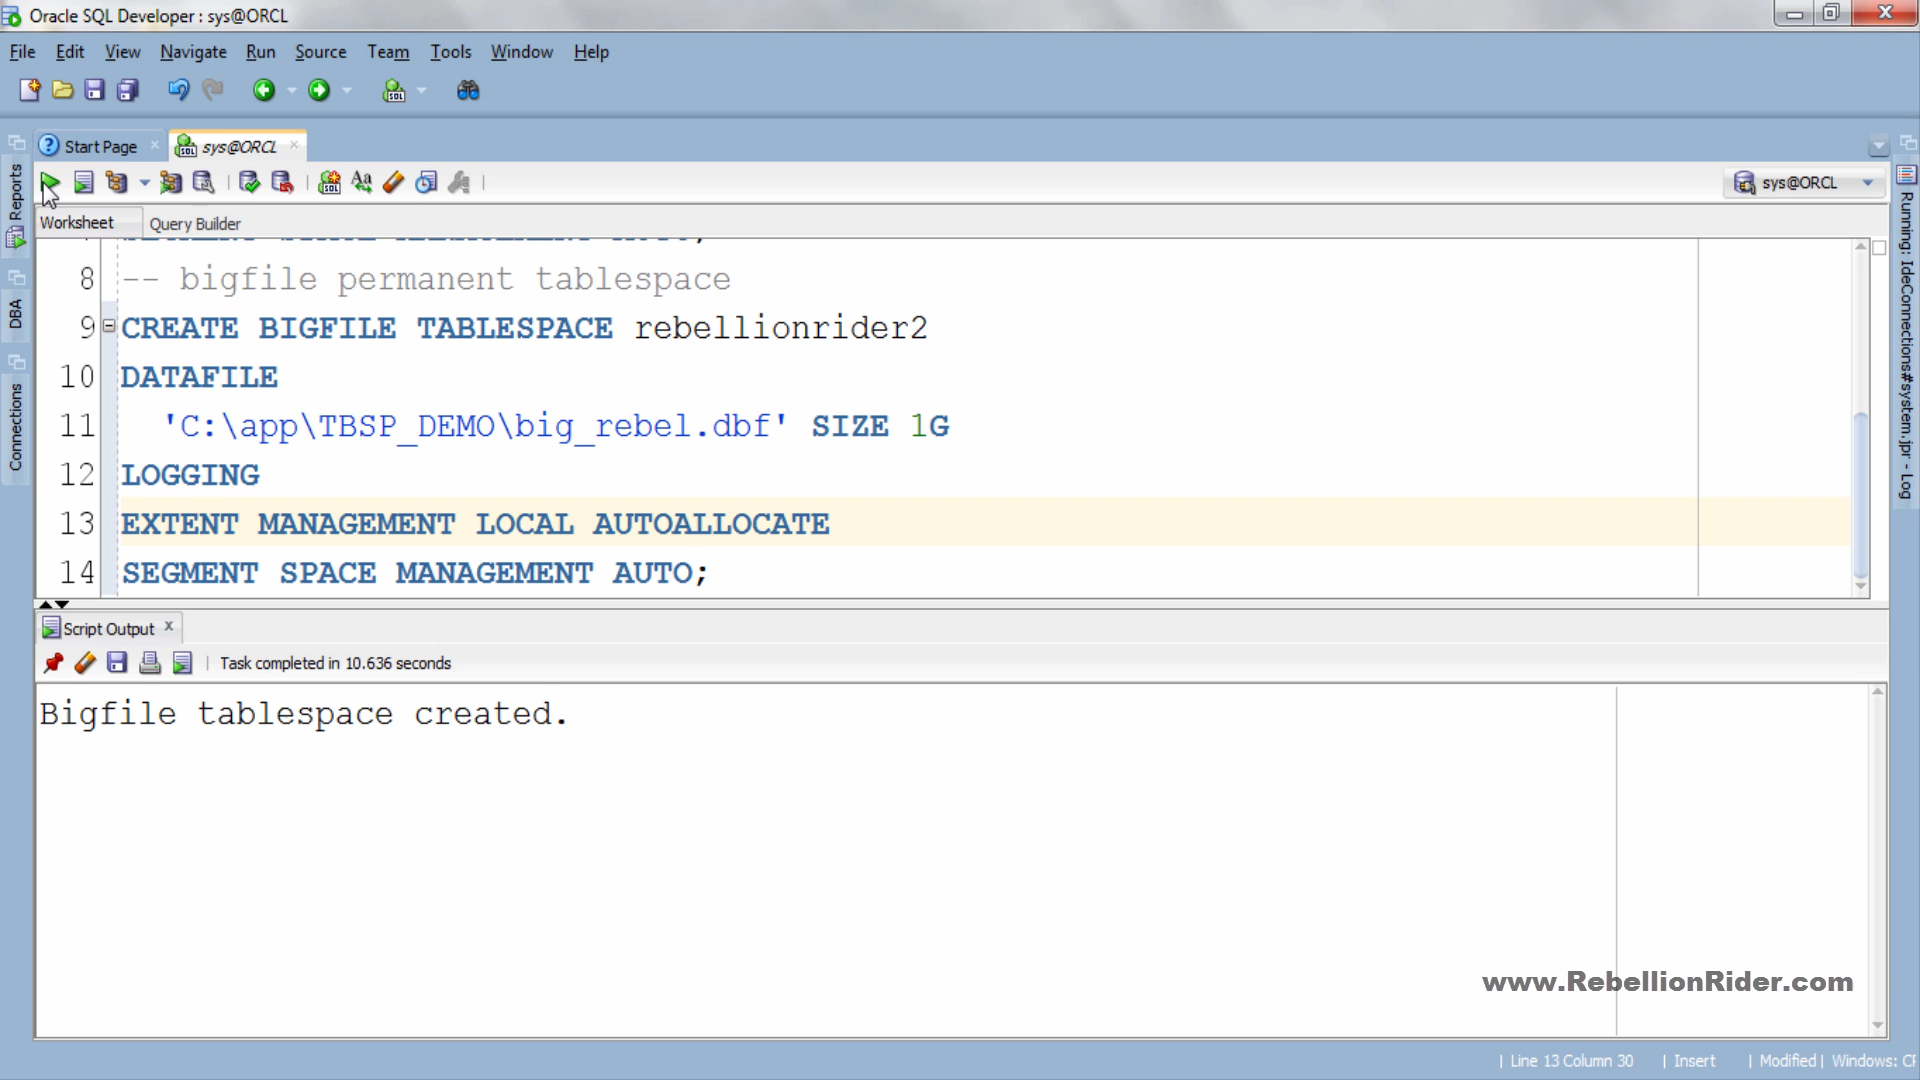 Oracle SQL Developer : sys@ORCL
File Edit View Navigate Run Source Team Tools Window Help
Start Page sys@ORCL
sys@ORCL
Worksheet Query Builder
8 -- bigfile permanent tablespace
9 CREATE BIGFILE TABLESPACE rebellionrider2
10 DATAFILE
11 'C:\app\TBSP_DEMO\big_rebel.dbf' SIZE 1G
12 LOGGING
13 EXTENT MANAGEMENT LOCAL AUTOALLOCATE
14 SEGMENT SPACE MANAGEMENT AUTO;
Script Output
Task completed in 10.636 seconds
Bigfile tablespace created.
www.RebellionRider.com
| Line 13 Column 30 | Insert | Modified | Windows:
Reports
DBA
Connections
Running: IdeConnections#system.jpr - Log